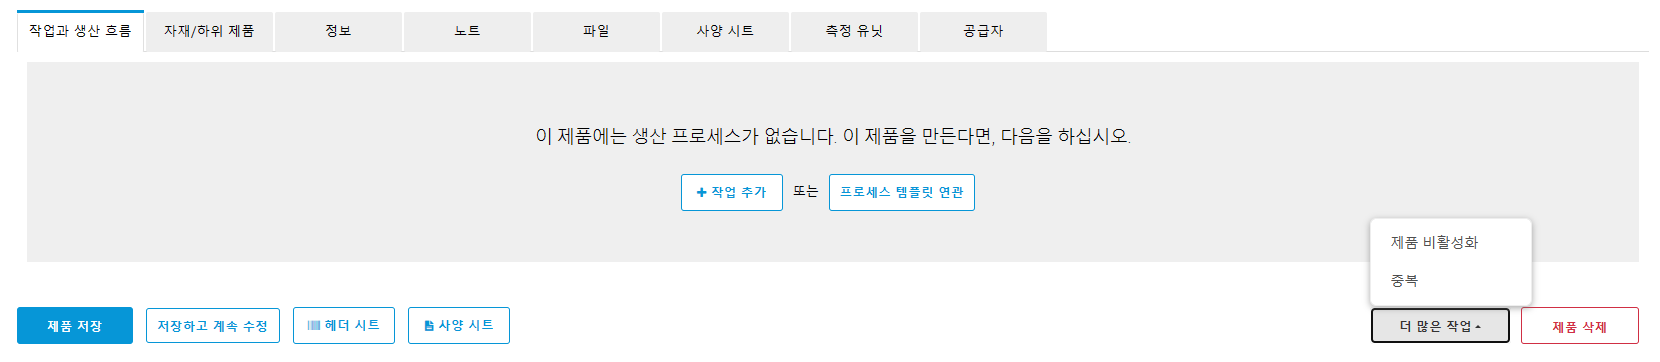 작업과 생산 흐름 자재/하위 제품 정보 노트 파일 사양 시트 측정 유닛 공급자
이 제품에는 생산 프로세스가 없습니다. 이 제품을 만든다면, 다음을 하십시오.
작업 추가 또는 프로세스 템플릿 연관
제품 비활성화
중복
제품 저장 저장하고 계속 수정 헤더 시트 사양 시트 더 많은 작업 제품 삭제